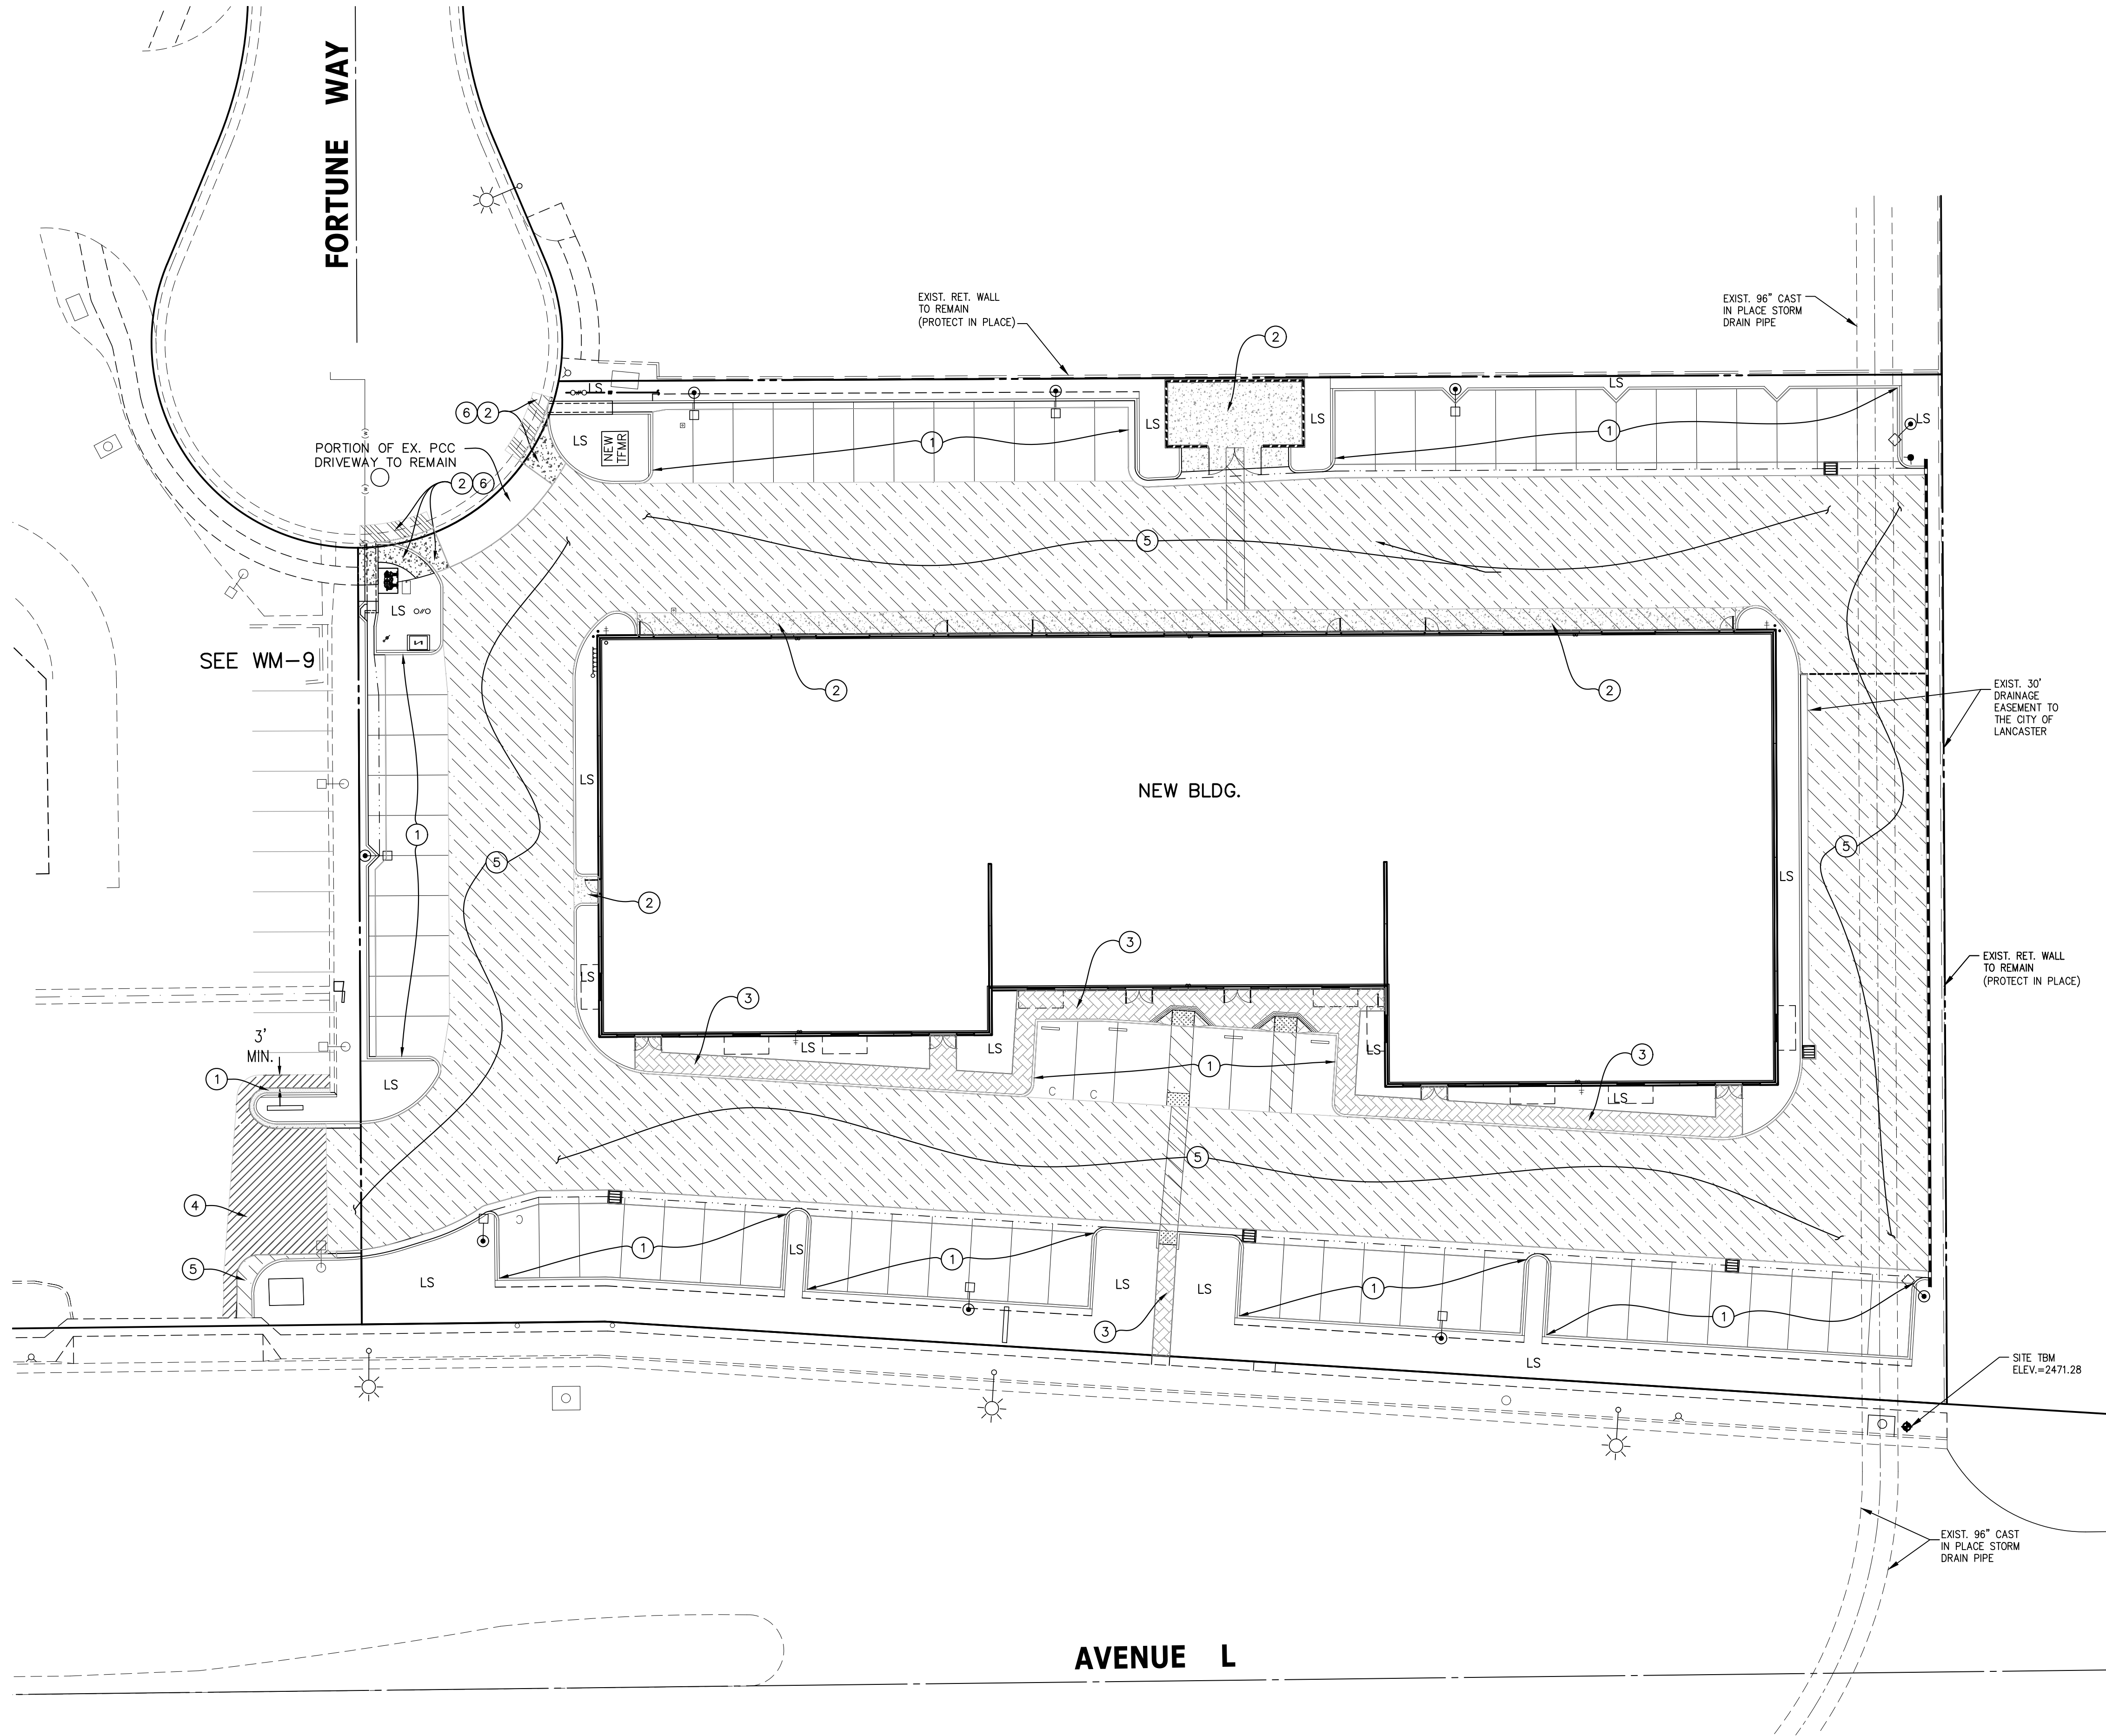 FORTUNE WAY
EXIST. RET. WALL
TO REMAIN
(PROTECT IN PLACE)
EXIST. 96" CAST
IN PLACE STORM
DRAIN PIPE
2
LS
LS
LS
6 2
LS
NEW
TFMR
1
LS
LS
1
LS
PORTION OF EX. PCC
DRIVEWAY TO REMAIN
2 6
5
LS
SEE WM-9
2
2
EXIST. 30'
DRAINAGE
EASEMENT TO
THE CITY OF
LANCASTER
LS
NEW BLDG.
1
5
5
LS
2
3
EXIST. RET. WALL
TO REMAIN
(PROTECT IN PLACE)
LS
3
3'
MIN.
LS
LS
LS
3
1
LS
1
C
C
LS
5
4
C
1
LS
1
5
LS
LS
LS
1
1
3
LS
SITE TBM
ELEV.=2471.28
EXIST. 96" CAST
IN PLACE STORM
DRAIN PIPE
AVENUE L